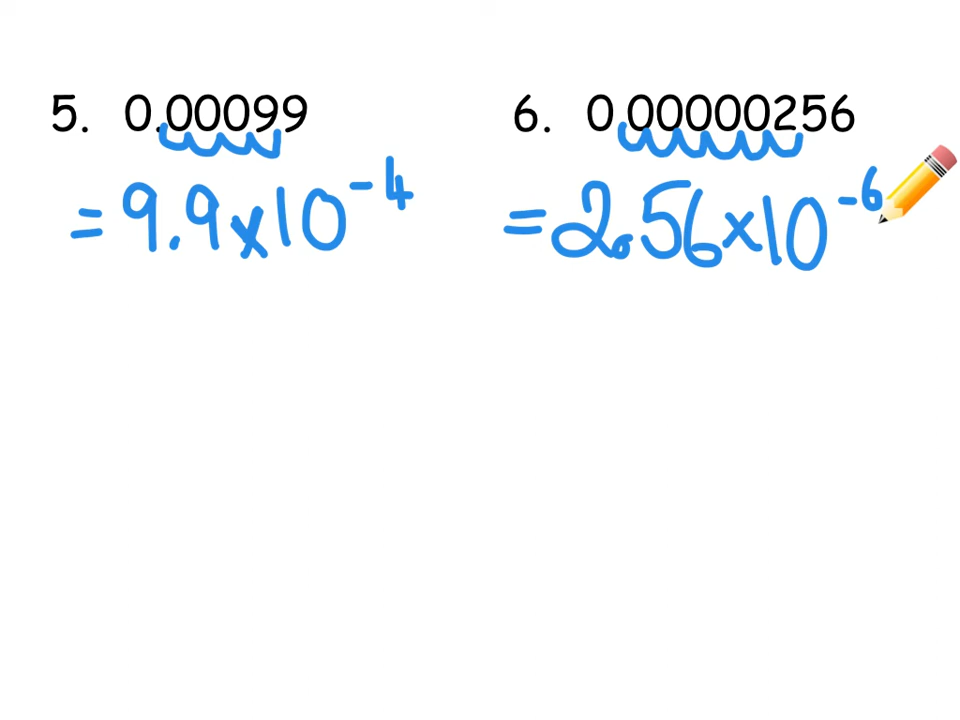 5. 0.00099
= 9.9 x 10^-4
6. 0.00000256
= 2.56 x 10^-6